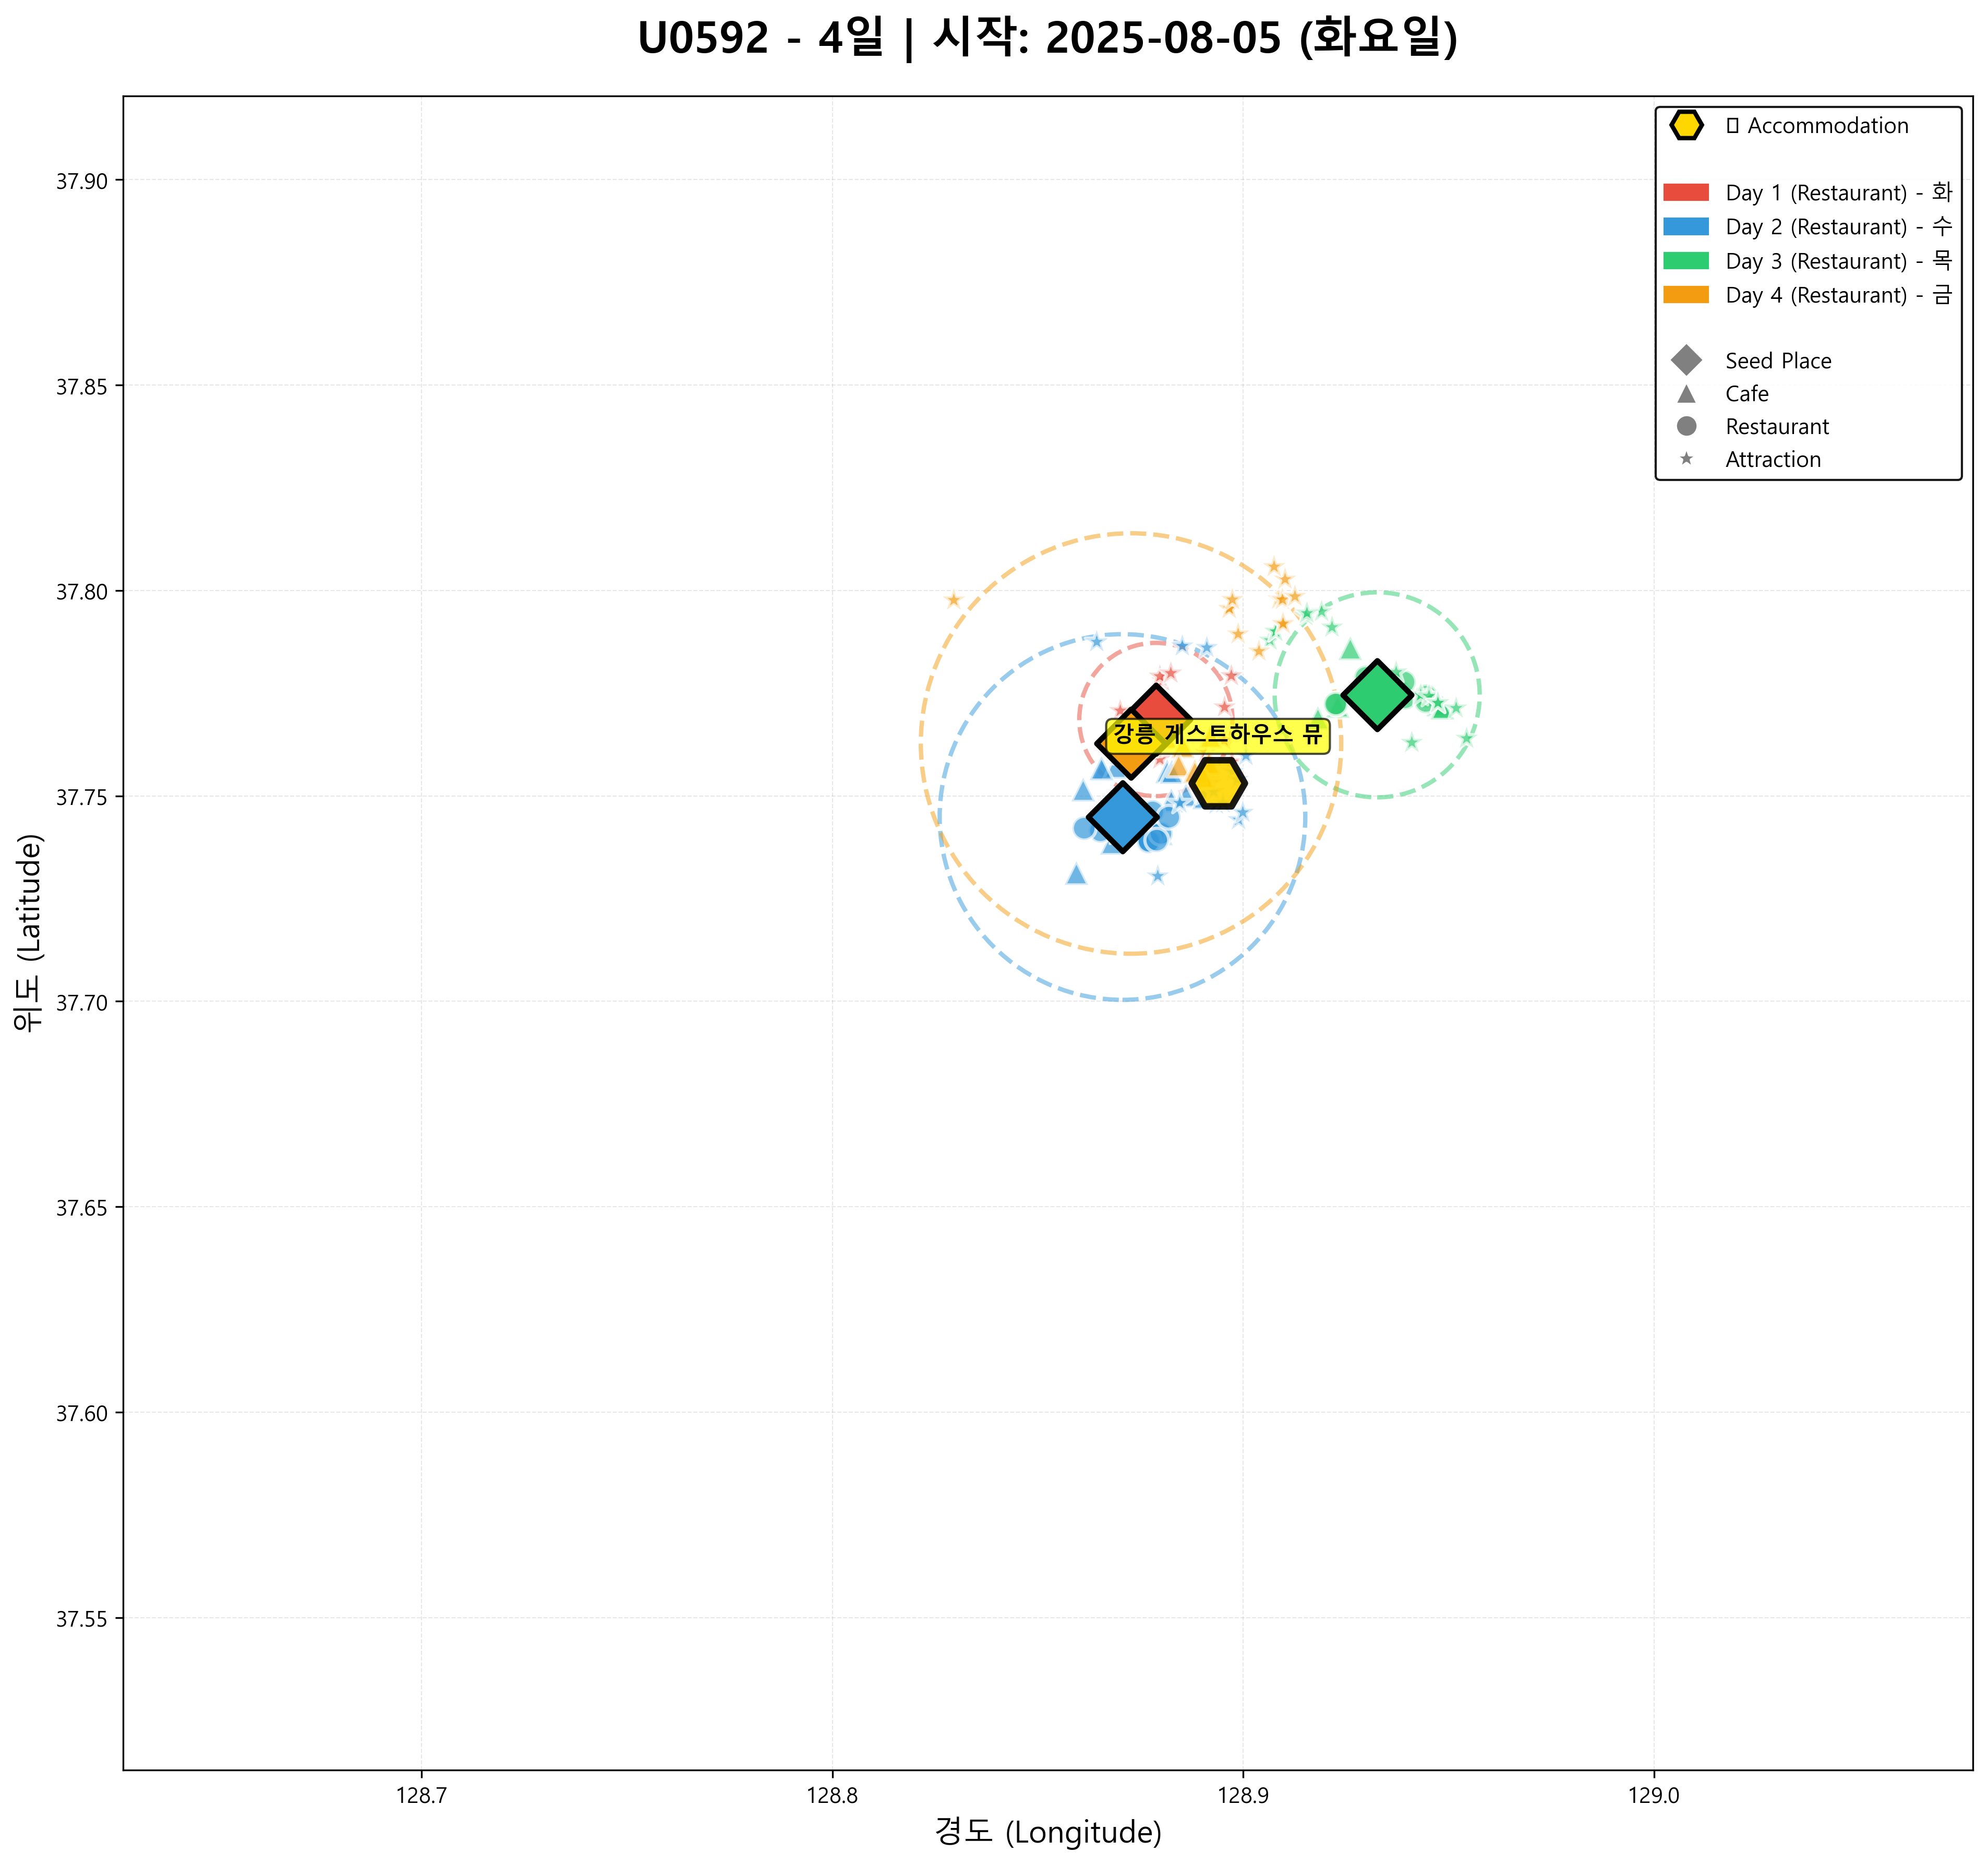 U0592 - 4일 | 시작: 2025-08-05 (화요일)
Accommodation
Day 1 (Restaurant) - 화
Day 2 (Restaurant) - 수
Day 3 (Restaurant) - 목
Day 4 (Restaurant) - 금
Seed Place
Cafe
Restaurant
Attraction
37.90
37.85
37.80
37.75
37.70
37.65
37.60
37.55
위도 (Latitude)
강릉 게스트하우스 뮤
128.7
128.8
128.9
129.0
경도 (Longitude)